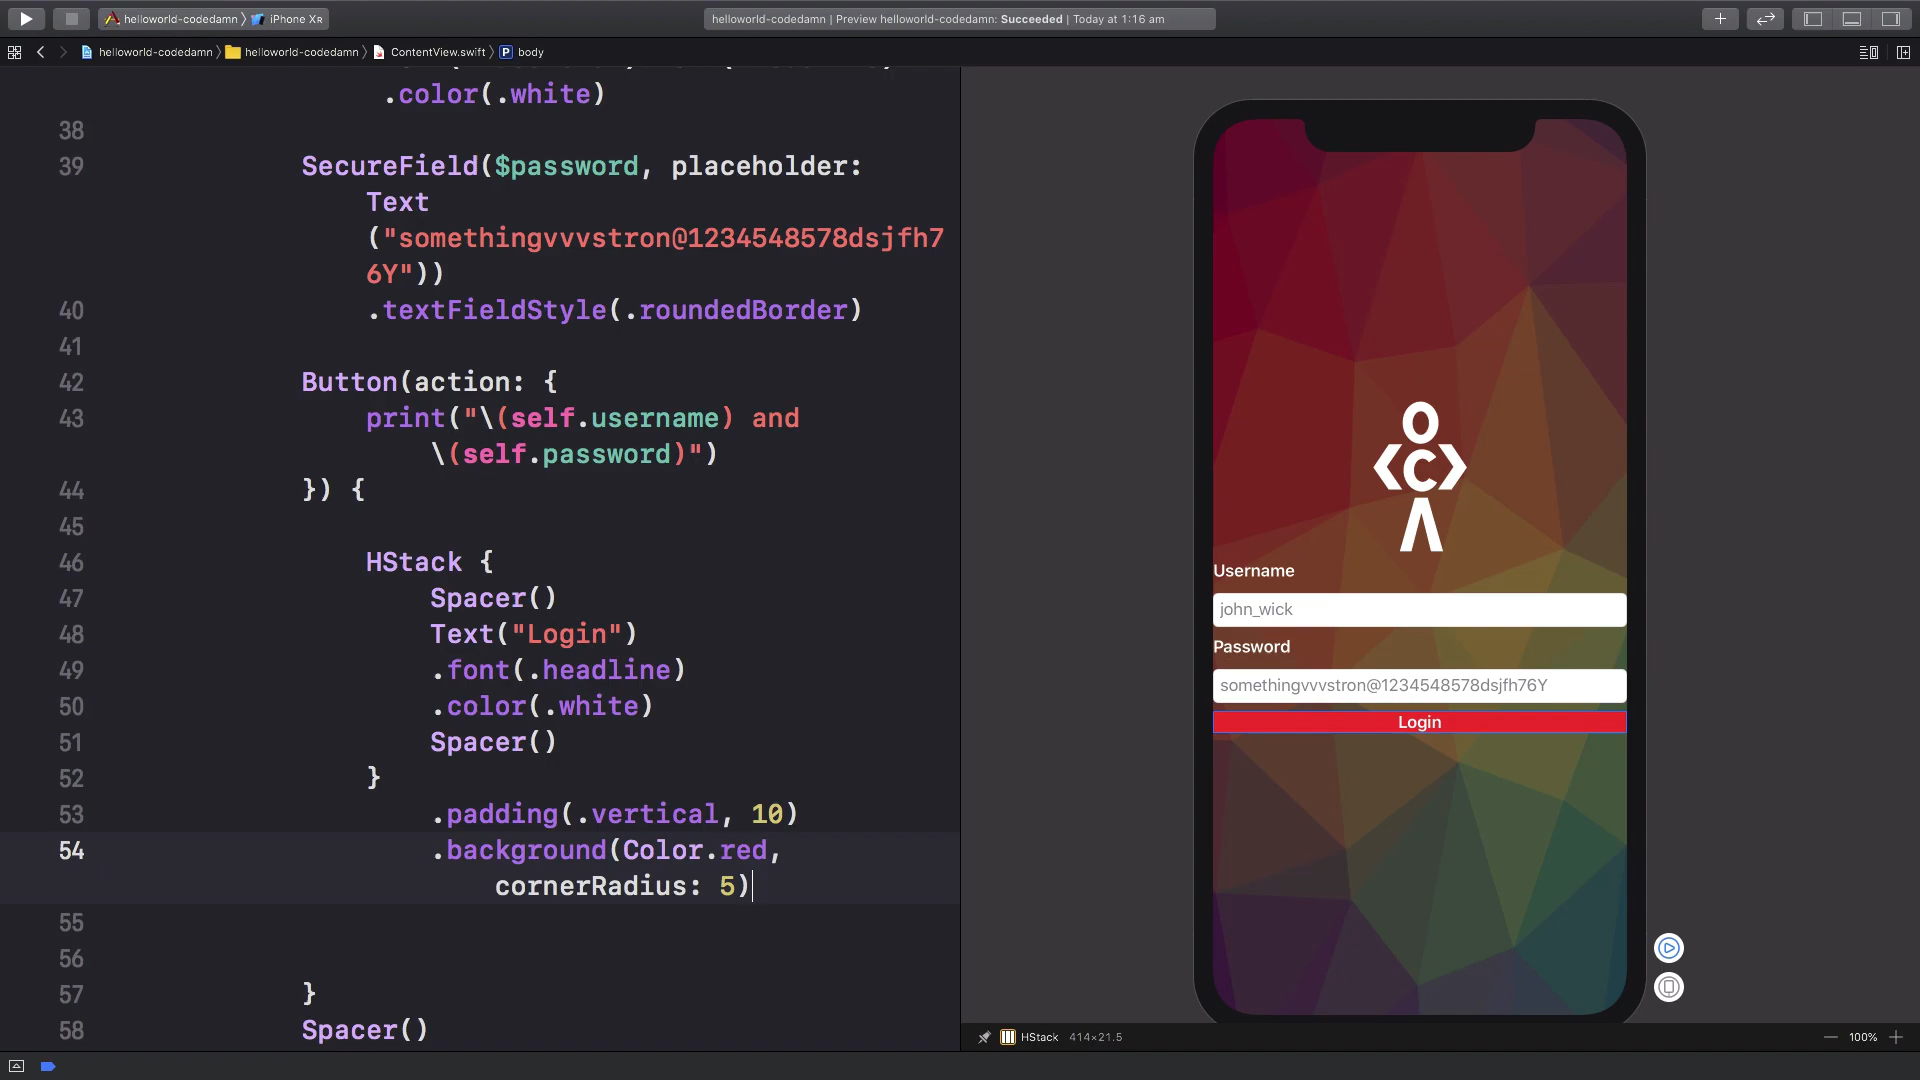 helloworld-codedamn iPhone XR
helloworld-codedamn | Preview helloworld-codedamn: Succeeded | Today at 1:16 am
helloworld-codedamn helloworld-codedamn ContentView.swift P body
.color(.white)
38
39 SecureField($password, placeholder:
Text
("somethingvvvstron@1234548578dsjfh7
6Y"))
40 .textFieldStyle(.roundedBorder)
41
42 Button(action: {
43 print("\(self.username) and
\(self.password)")
44 }) {
45
46 HStack {
47 Spacer()
48 Text("Login")
49 .font(.headline)
50 .color(.white)
51 Spacer()
52 }
53 .padding(.vertical, 10)
54 .background(Color.red,
cornerRadius: 5)
55
56
57 }
58 Spacer()
Username
john_wick
Password
somethingvvvstron@1234548578dsjfh76Y
Login
HStack 414×21.5
100%